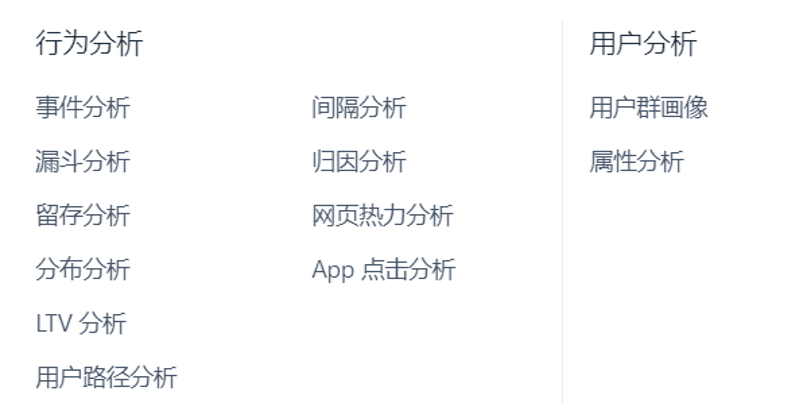 行为分析
事件分析
漏斗分析
留存分析
分布分析
LTV 分析
用户路径分析
间隔分析
归因分析
网页热力分析
App 点击分析
用户分析
用户群画像
属性分析